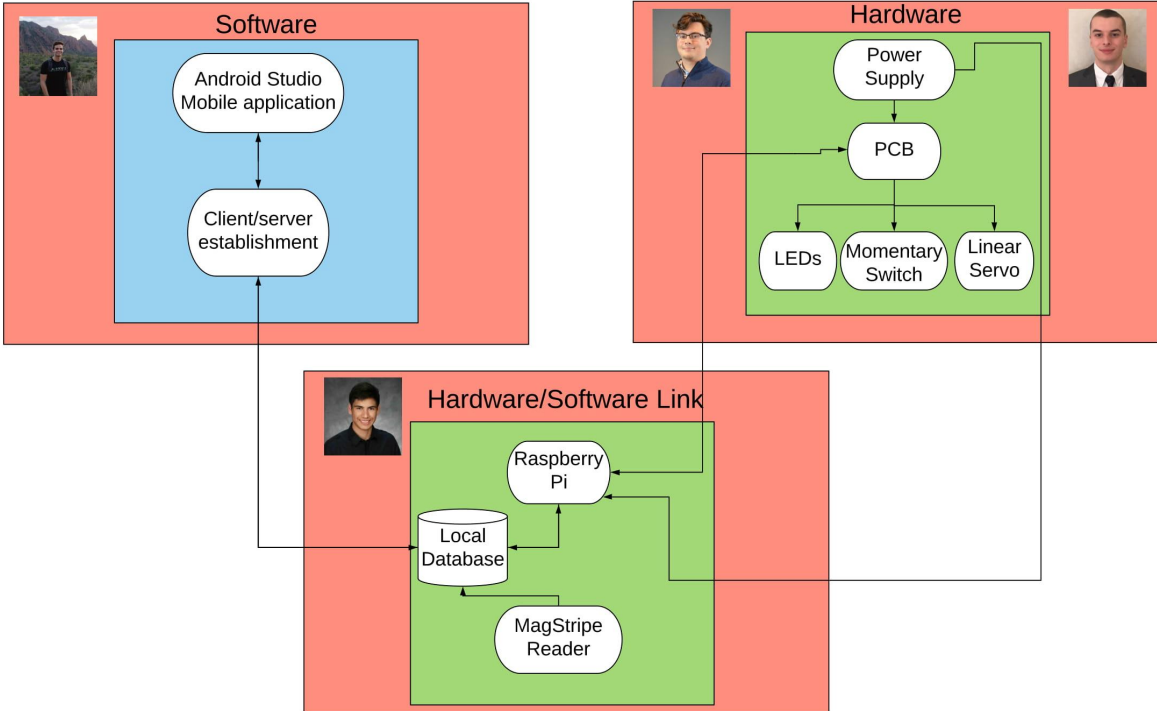 Software
Android Studio
Mobile application
Client/server
establishment
Hardware
Power
Supply
PCB
LEDs
Momentary
Switch
Linear
Servo
Hardware/Software Link
Raspberry
Pi
Local
Database
MagStripe
Reader